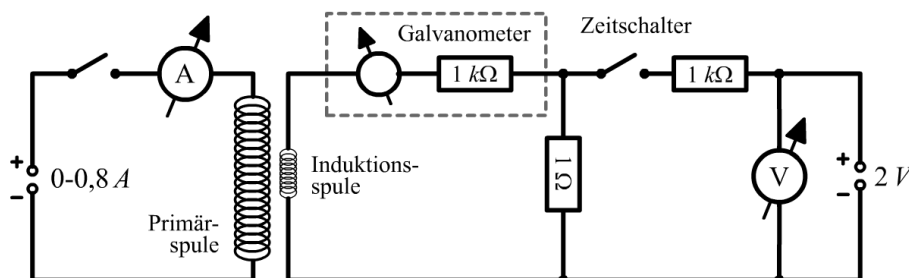 Galvanometer
Zeitschalter
A
1 kΩ
1 kΩ
+
-
0-0,8 A
Induktions-
spule
1 Ω
V
+
-
2 V
Primär-
spule